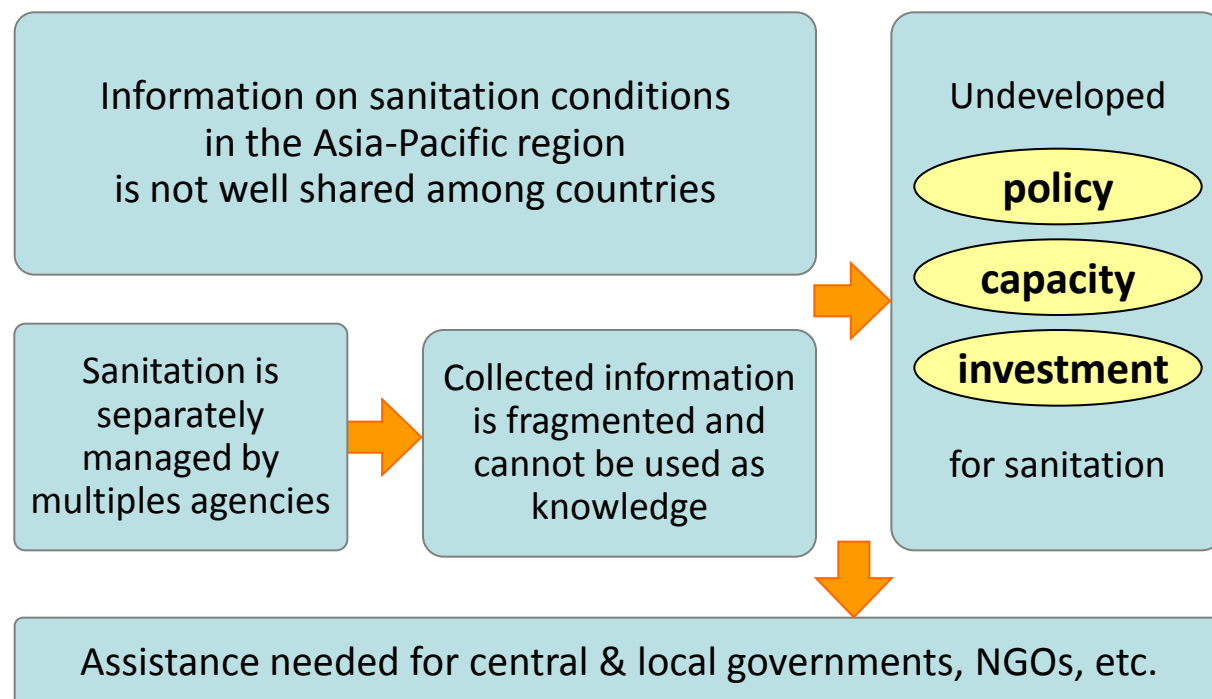 Information on sanitation conditions
in the Asia-Pacific region
is not well shared among countries
Sanitation is
separately
managed by
multiples agencies
Collected information
is fragmented and
cannot be used as
knowledge
Undeveloped
policy
capacity
investment
for sanitation
Assistance needed for central & local governments, NGOs, etc.